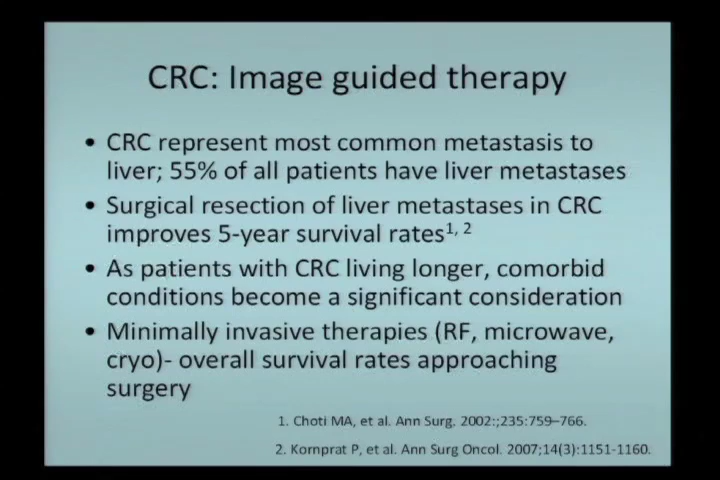 CRC: Image guided therapy
• CRC represent most common metastasis to
liver; 55% of all patients have liver metastases
• Surgical resection of liver metastases in CRC
improves 5-year survival rates1, 2
• As patients with CRC living longer, comorbid
conditions become a significant consideration
• Minimally invasive therapies (RF, microwave,
cryo)- overall survival rates approaching
surgery
1. Choti MA, et al. Ann Surg. 2002:;235:759–766.
2. Kornprat P, et al. Ann Surg Oncol. 2007;14(3):1151-1160.